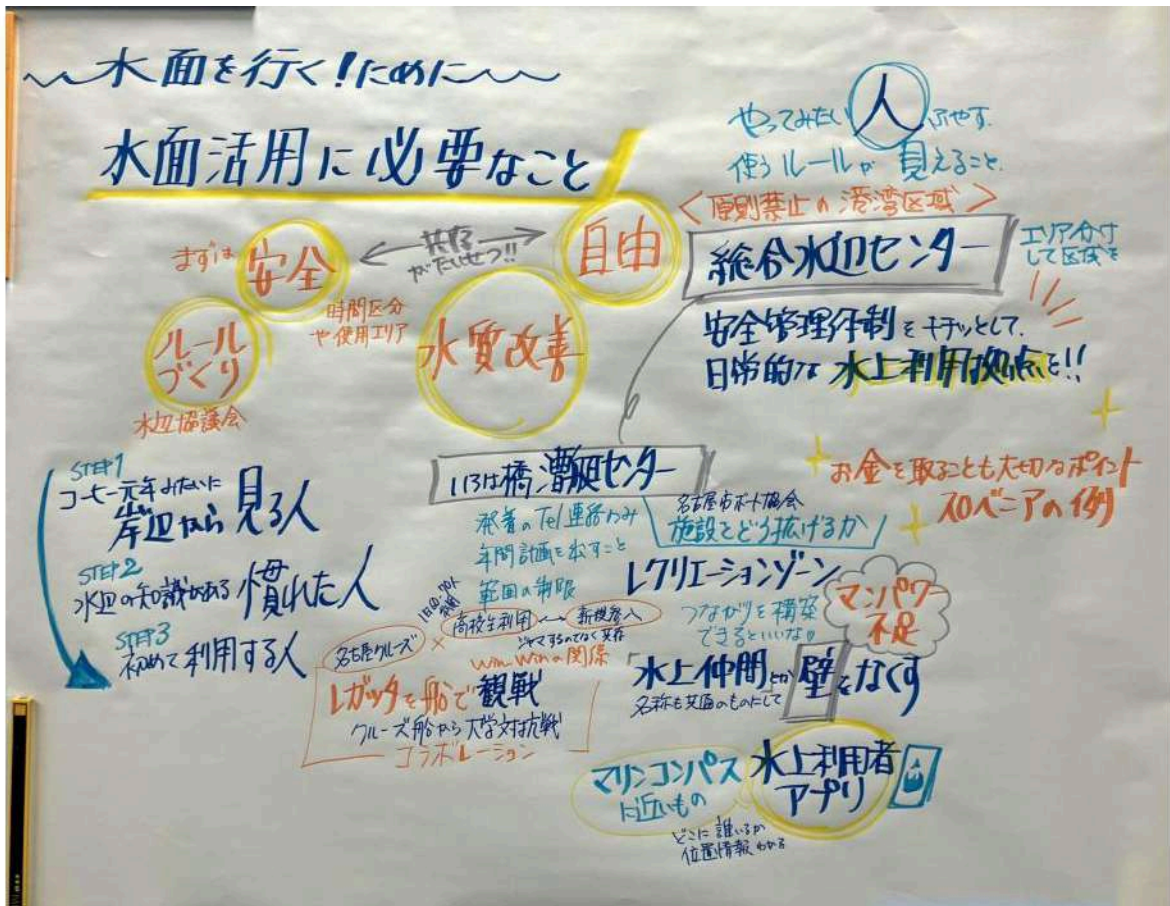 水面を行く!ために
水面活用に必要なこと
まずは
安全
共存
がたいせつ!!
自由
時間区分
や使用エリア
ルール
づくり
水辺協議会
水質改善
やってみたい 人 ふやす.
使うルールが 見えること.
<原則禁止の港湾区域>
総合水辺センター
エリア分け
して区域を
安全管理体制をキチッとして.
日常的な 水上利用拠点を!!
お金を取ることも大切なポイント
スロベニアの例
STEP1
みたいに
岸辺から 見る人
STEP2
水辺の知識がある 慣れた人
STEP3
初めて利用する人
いろは橋漕艇センター
発着のTel連絡のみ
年間計画を出すこと
範囲の制限
名古屋市ボート協会
施設をどう拡げるか
レクリエーションゾーン
つながりを構築
できるといいな。
マンパワー
不足
名古屋クルーズ × 高校生利用 ↔ 新規参入
ジャマするのでなく共存
win winの関係
レガッタを船で観戦
クルーズ船から大学対抗戦
コラボレーション
「水上仲間」とか 壁をなくす
名称も共通のものにして
マリンコンパス
に近いもの
水上利用者
アプリ
どこに誰いるか
位置情報わかる